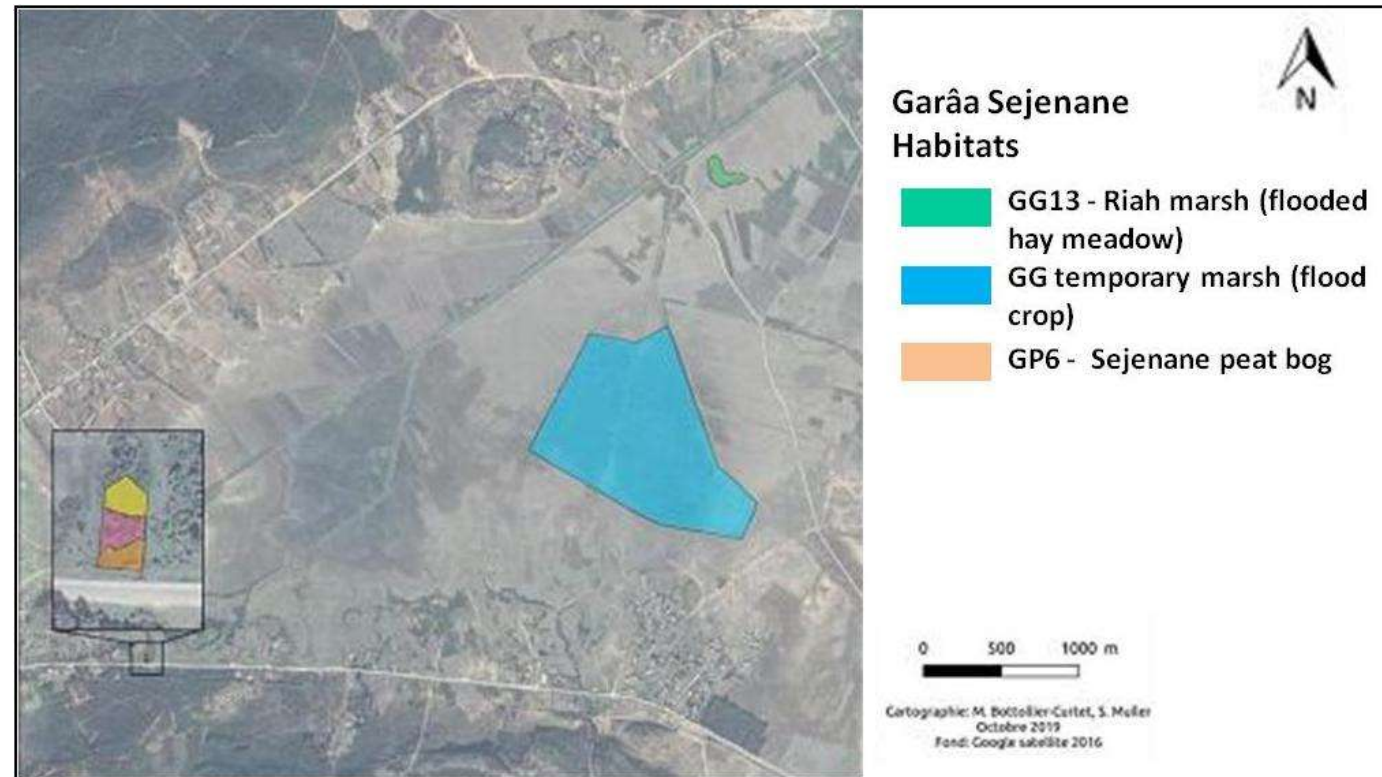 N
Garâa Sejenane
Habitats
GG13 - Riah marsh (flooded
hay meadow)
GG temporary marsh (flood
crop)
GP6 - Sejenane peat bog
0 500 1000 m
Cartographie: M. Bottollier-Curtet, S. Muller
Octobre 2019
Fond: Google satellite 2016